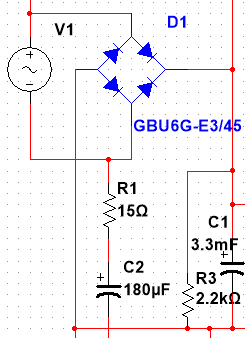 D1
V1
GBU6G-E3/45
R1
15Ω
C1
3.3mF
C2
180µF
R3
2.2kΩ